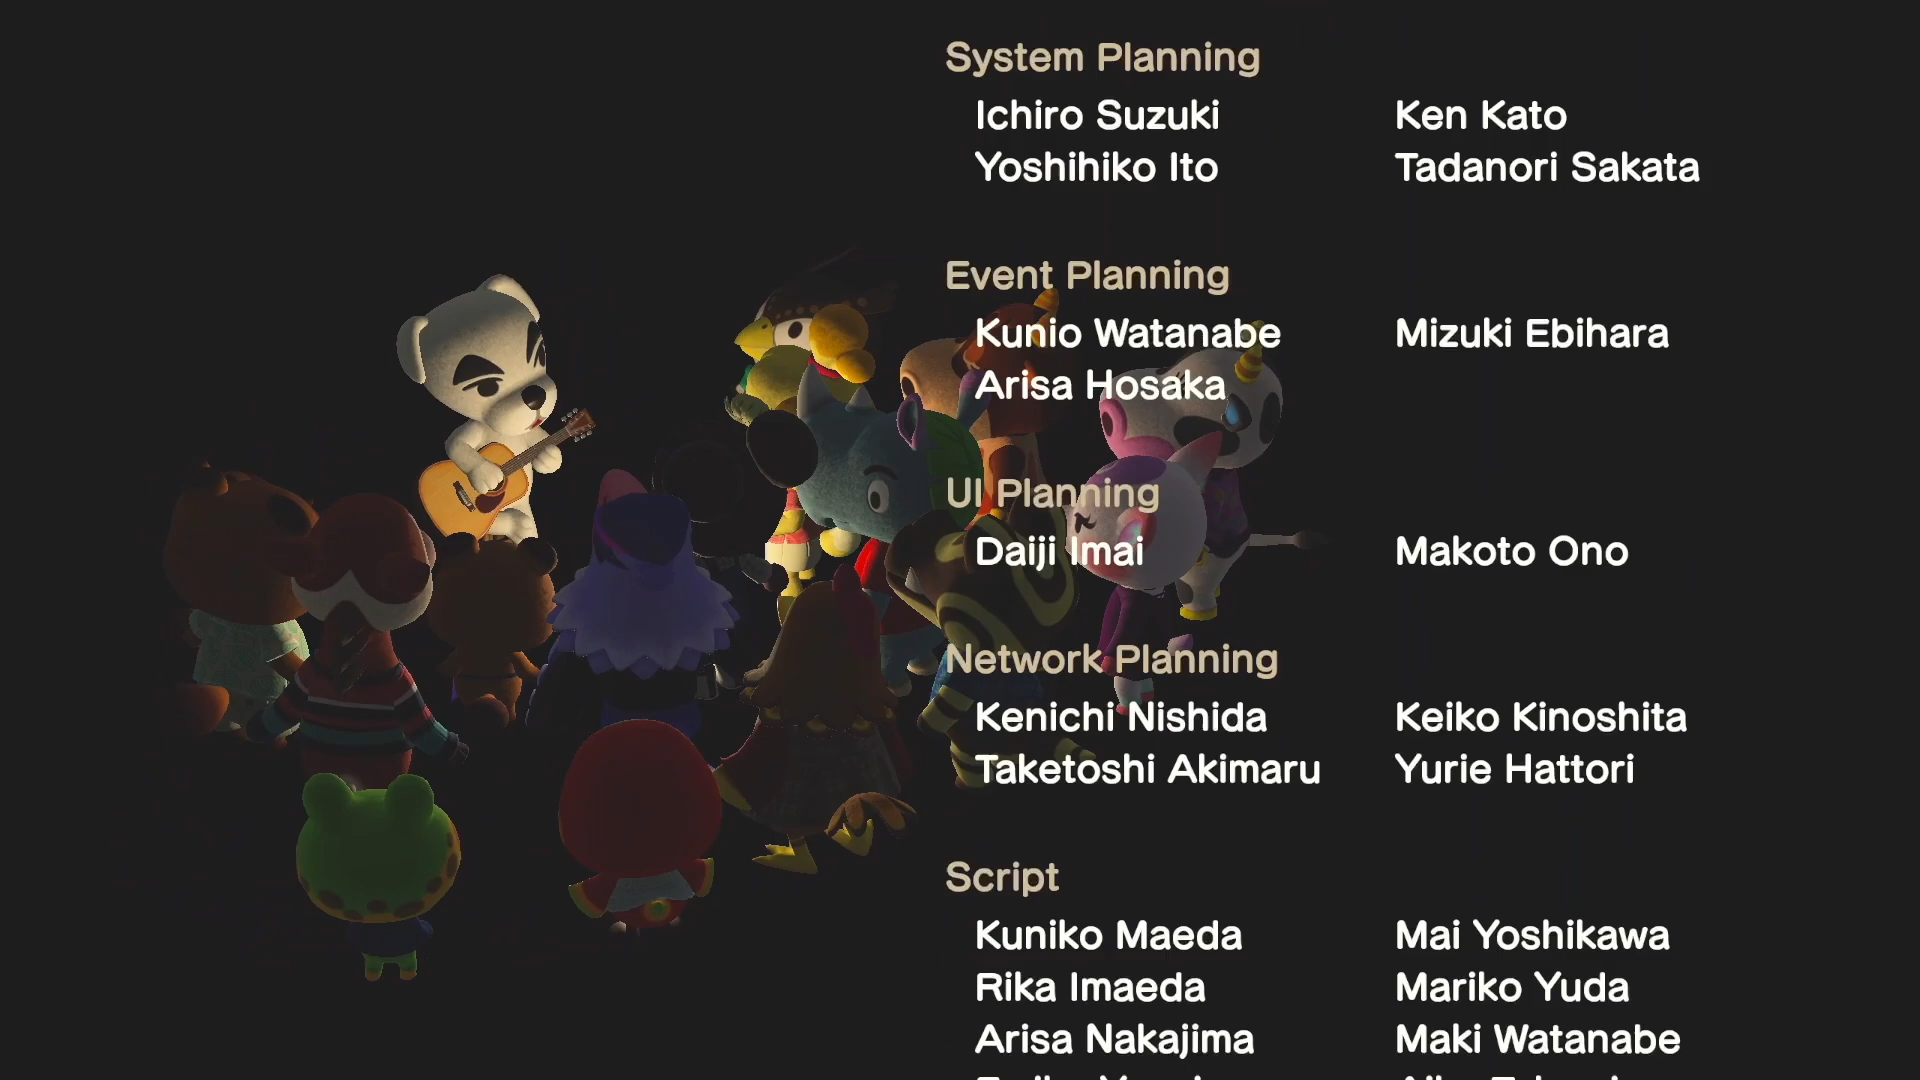 System Planning
Ichiro Suzuki Ken Kato
Yoshihiko Ito Tadanori Sakata
Event Planning
Kunio Watanabe Mizuki Ebihara
Arisa Hosaka
UI Planning
Daiji Imai Makoto Ono
Network Planning
Kenichi Nishida Keiko Kinoshita
Taketoshi Akimaru Yurie Hattori
Script
Kuniko Maeda Mai Yoshikawa
Rika Imaeda Mariko Yuda
Arisa Nakajima Maki Watanabe